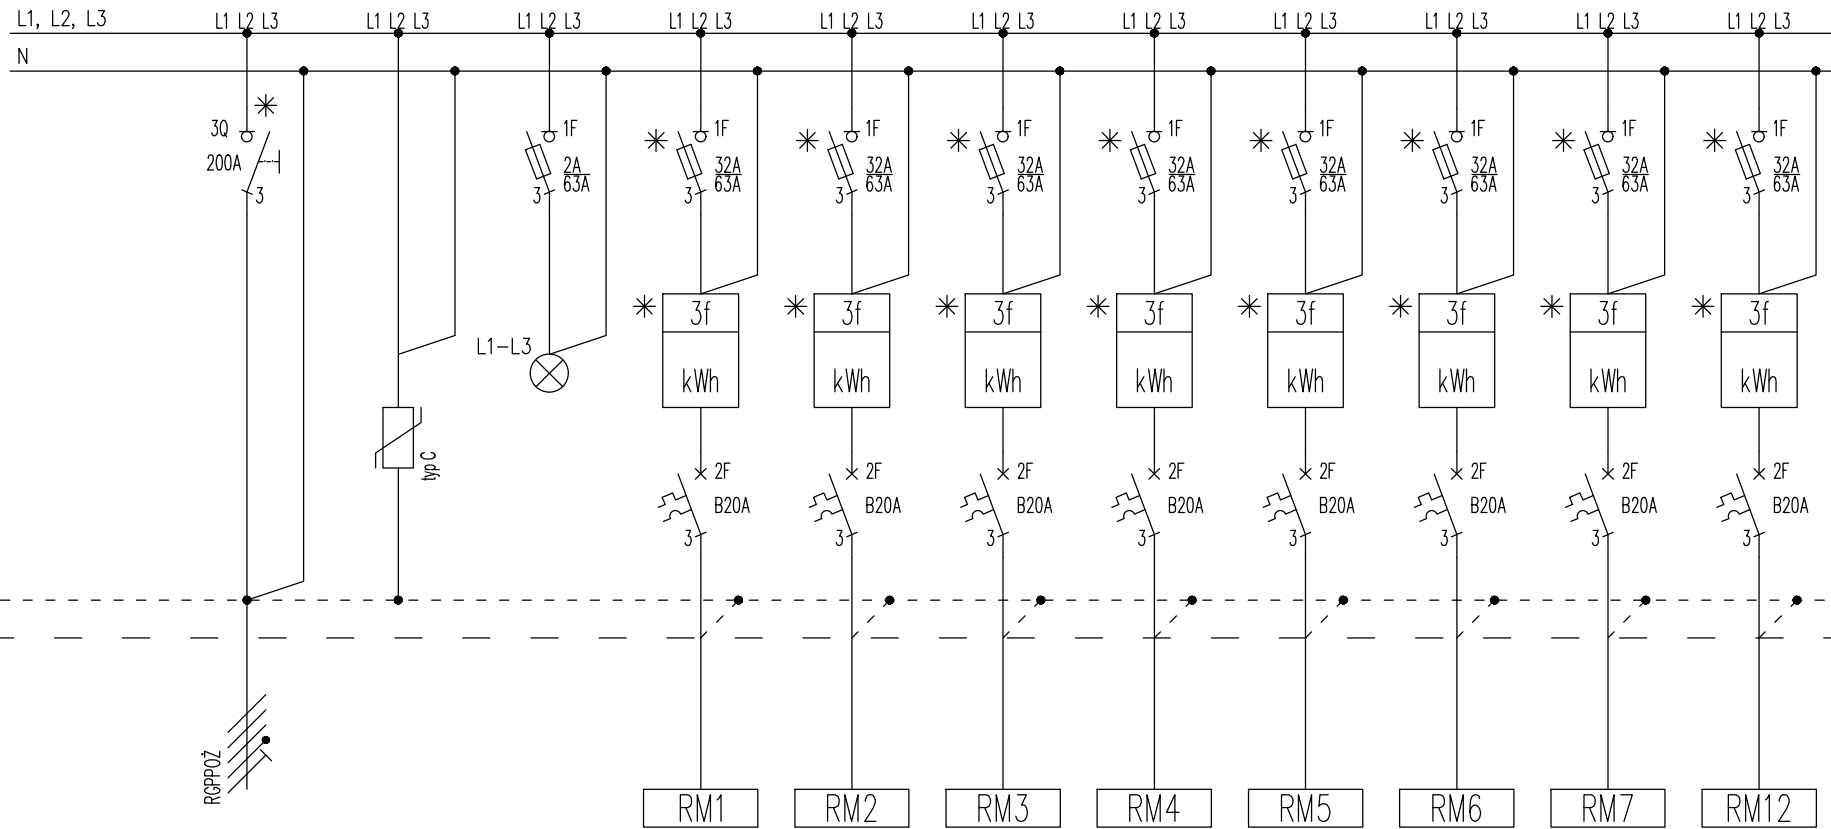 L1, L2, L3
L1 L2 L3 L1 L2 L3 L1 L2 L3 L1 L2 L3 L1 L2 L3 L1 L2 L3 L1 L2 L3 L1 L2 L3 L1 L2 L3 L1 L2 L3 L1 L2 L3
N
3Q 1F 1F 1F 1F 1F 1F 1F 1F 1F
200A 2A 32A 32A 32A 32A 32A 32A 32A 32A
63A 63A 63A 63A 63A 63A 63A 63A 63A
3 3 3 3 3 3 3 3 3 3
3f 3f 3f 3f 3f 3f 3f 3f
L1-L3
kWh kWh kWh kWh kWh kWh kWh kWh
typ C
2F 2F 2F 2F 2F 2F 2F 2F
B20A B20A B20A B20A B20A B20A B20A B20A
3 3 3 3 3 3 3 3
RGPPOŻ
RM1 RM2 RM3 RM4 RM5 RM6 RM7 RM12